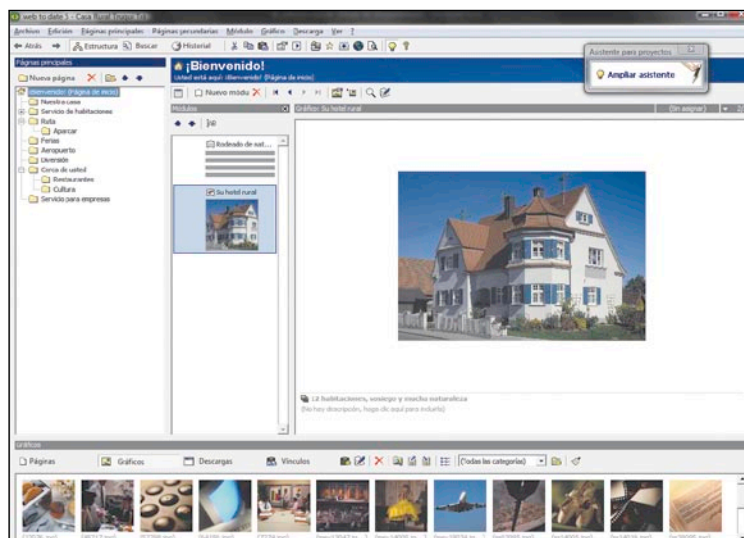 web to date 5 - Casa Rural
Archivo Edición Páginas principales Páginas secundarias Módulo Gráfico Descarga Ver ?
Atrás Estructura Buscar Historial
Asistente para proyectos
Ampliar asistente
Páginas principales
¡Bienvenido!
Usted está aquí: ¡Bienvenido! (Página de inicio)
Nueva página
Nuevo módu
¡Bienvenido! (Página de inicio)
Nuestra casa
Servicio de habitaciones
Ruta
Aparcar
Ferias
Aeropuerto
Diversión
Cerca de usted
Restaurantes
Cultura
Servicio para empresas
Módulos
Gráfico: Su hotel rural
(Sin asignar)
Rodeado de nat...
Su hotel rural
12 habitaciones, sosiego y mucha naturaleza
(No hay descripción, haga clic aquí para incluirla)
Gráficos
Páginas Gráficos Descargas Vínculos
(Todas las categorías)